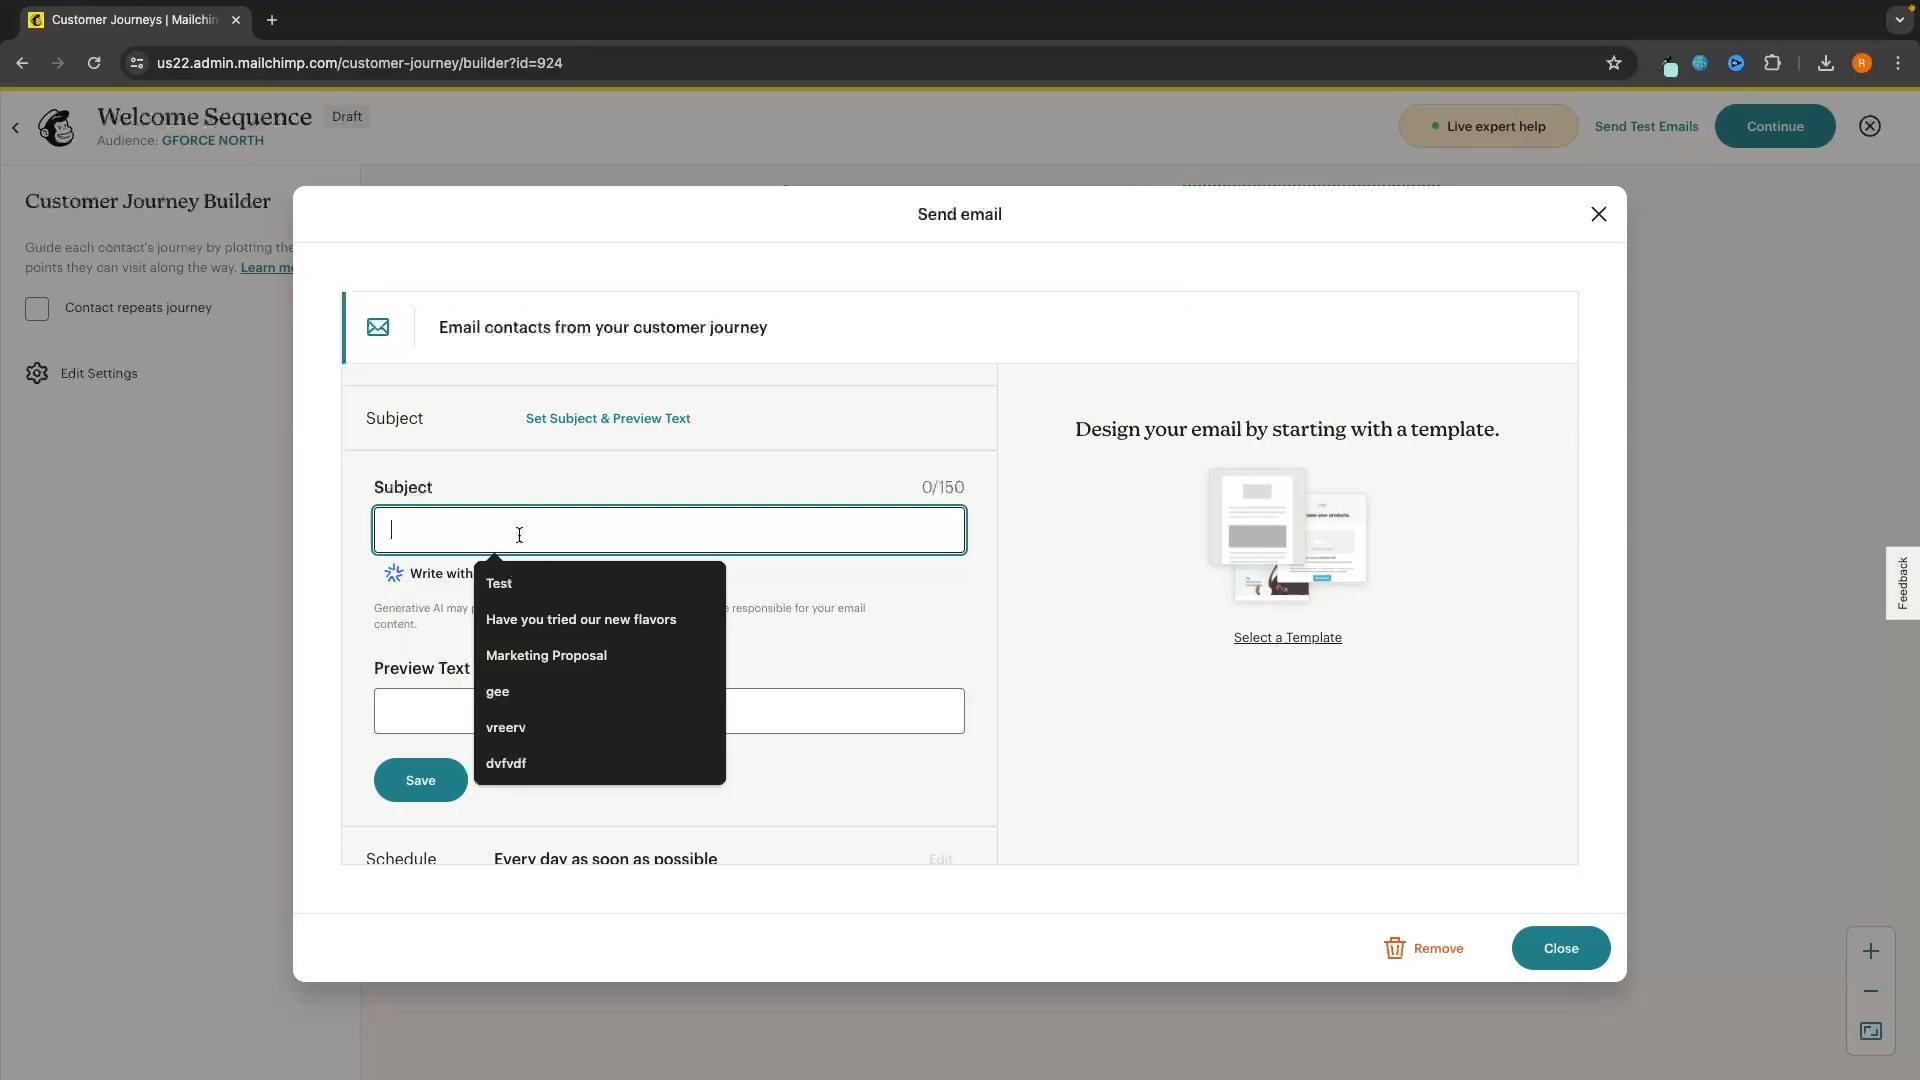 Customer Journeys | Mailchim
us22.admin.mailchimp.com/customer-journey/builder?id=924
R
Welcome Sequence
Draft
Audience: GFORCE NORTH
Live expert help
Send Test Emails
Continue
Customer Journey Builder
Guide each contact's journey by plotting the
points they can visit along the way. Learn mo
Contact repeats journey
Edit Settings
Send email
Email contacts from your customer journey
Subject
Set Subject & Preview Text
Subject
0/150
Write with
Generative AI may
responsible for your email
content.
Test
Have you tried our new flavors
Marketing Proposal
gee
vreerv
dvfvdf
Preview Text
Save
Schedule
Every day as soon as possible
Edit
Design your email by starting with a template.
Select a Template
Remove
Close
Feedback